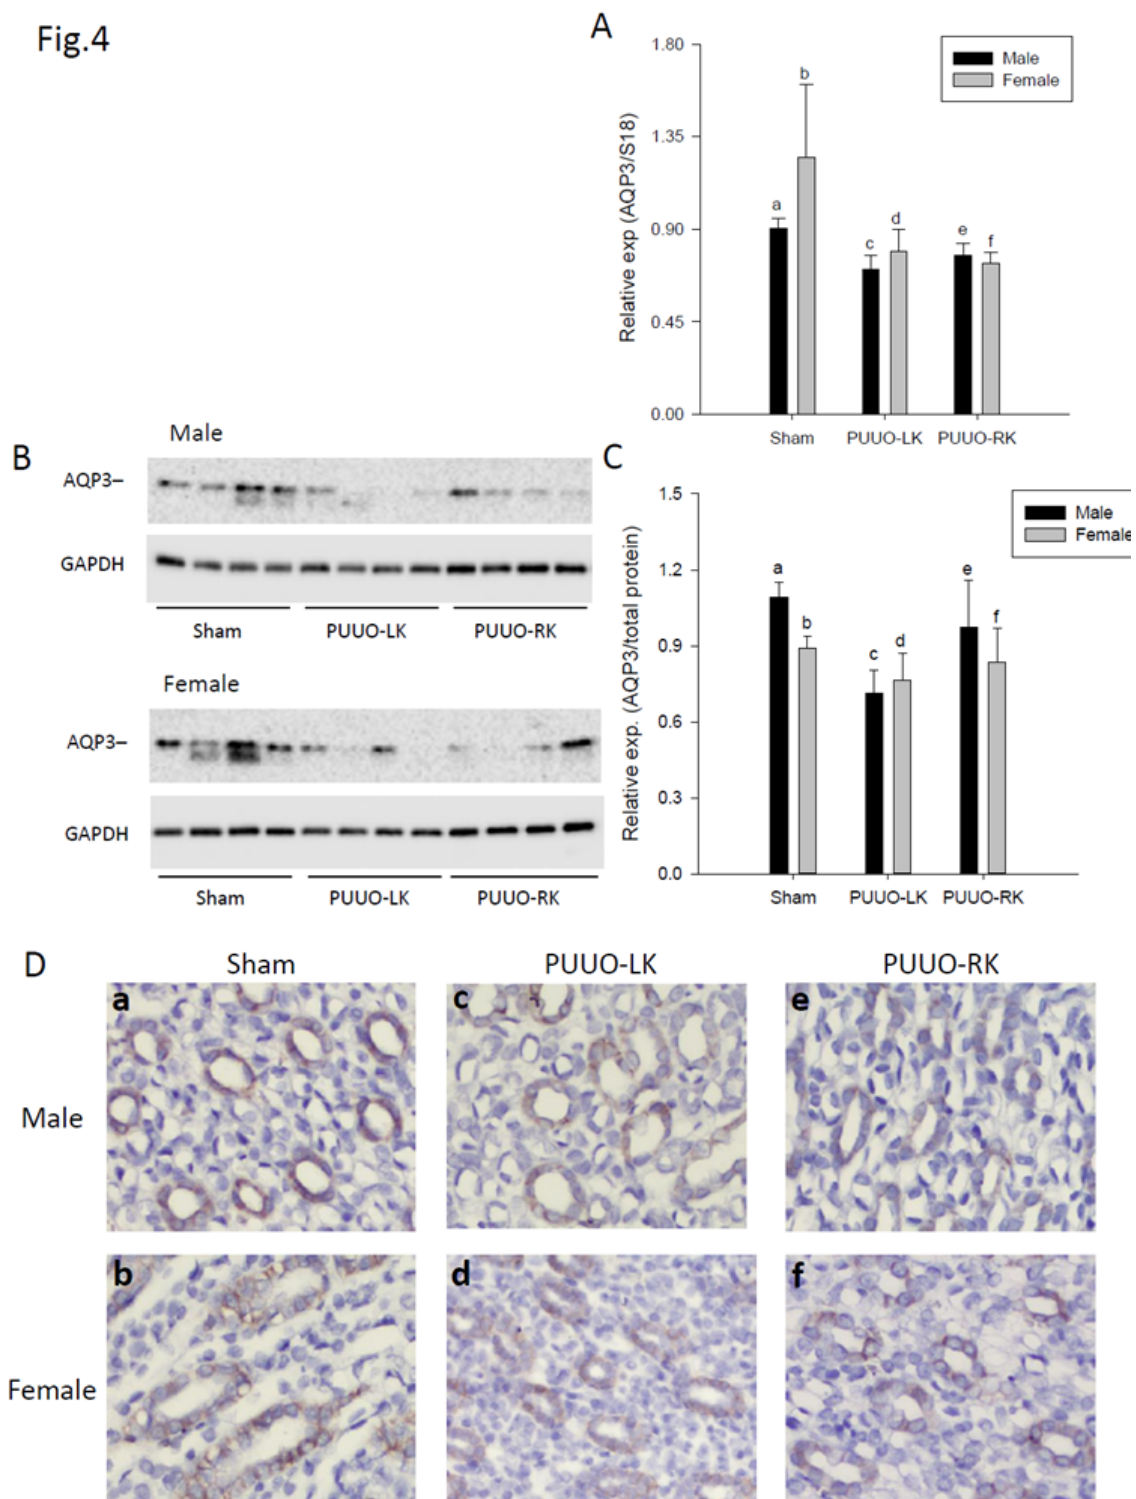 Fig.4
A
Relative exp (AQP3/S18)
1.80
1.35
0.90
0.45
0.00
Male
Female
a
b
c
d
e
f
Sham
PUUO-LK
PUUO-RK
B
Male
AQP3–
GAPDH
Sham
PUUO-LK
PUUO-RK
Female
AQP3–
GAPDH
Sham
PUUO-LK
PUUO-RK
C
Relative exp. (AQP3/total protein)
1.5
1.2
0.9
0.6
0.3
0.0
Male
Female
a
b
c
d
e
f
Sham
PUUO-LK
PUUO-RK
D
Sham
PUUO-LK
PUUO-RK
Male
a
c
e
Female
b
d
f